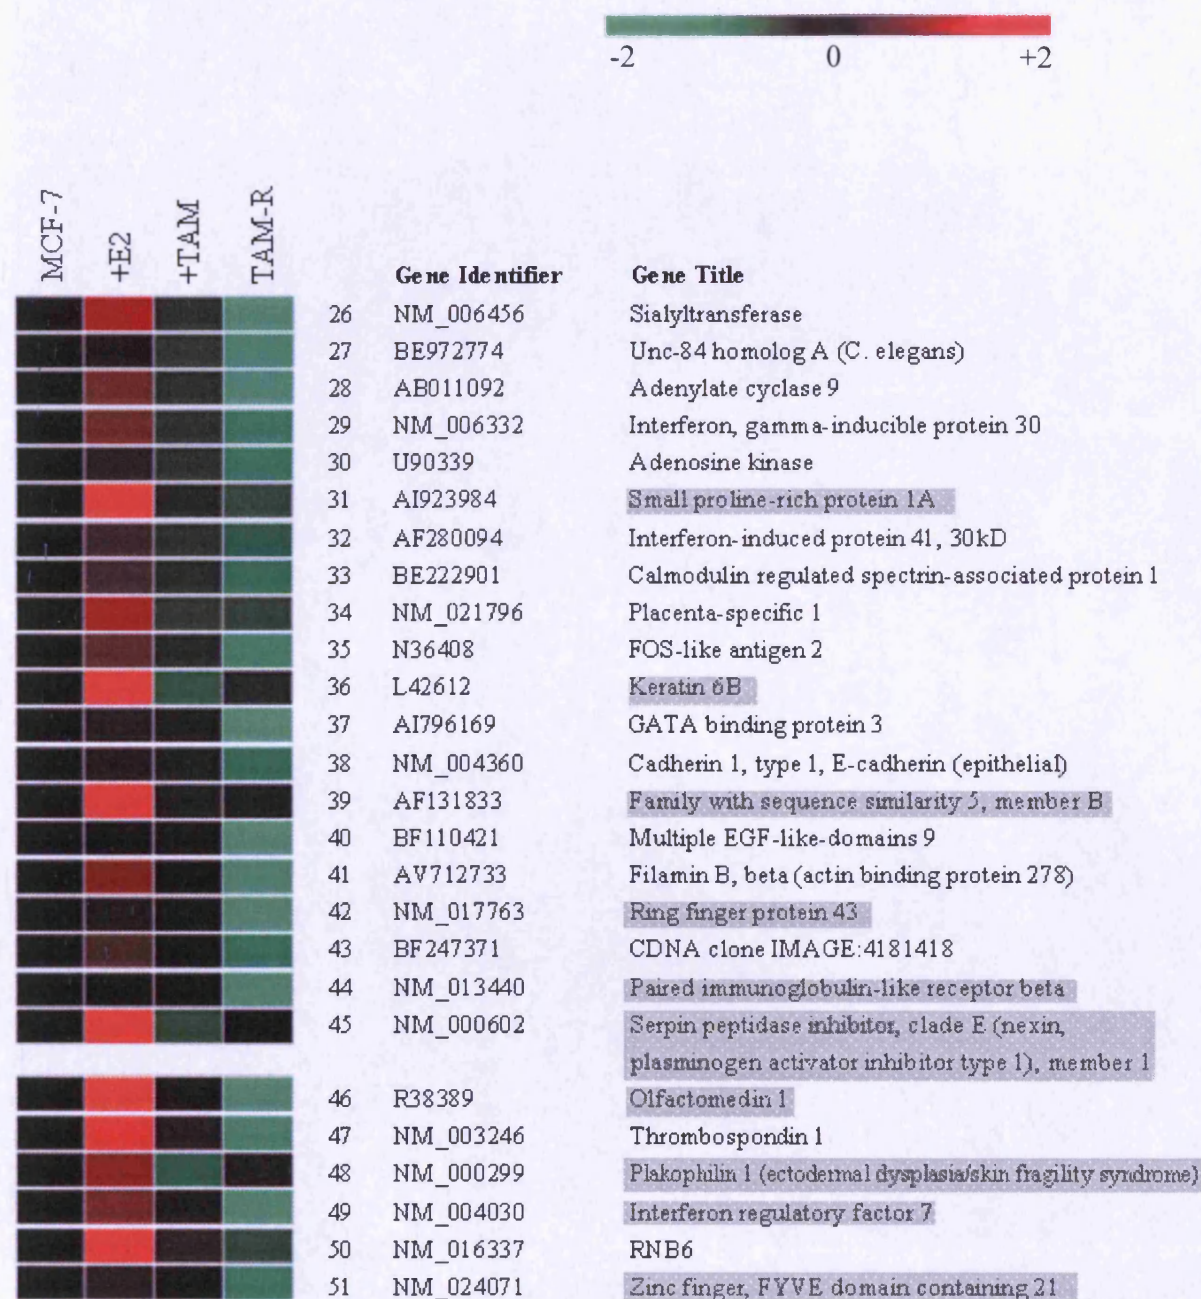 -2 0 +2
MCF-7 +E2 +TAM TAM-R
Gene Identifier Gene Title
26 NM_006456 Sialyltransferase
27 BE972774 Unc-84 homolog A (C. elegans)
28 AB011092 Adenylate cyclase 9
29 NM_006332 Interferon, gamma-inducible protein 30
30 U90339 Adenosine kinase
31 AI923984 Small proline-rich protein 1A
32 AF280094 Interferon-induced protein 41, 30kD
33 BE222901 Calmodulin regulated spectrin-associated protein 1
34 NM_021796 Placenta-specific 1
35 N36408 FOS-like antigen 2
36 L42612 Keratin 6B
37 AI796169 GATA binding protein 3
38 NM_004360 Cadherin 1, type 1, E-cadherin (epithelial)
39 AF131833 Family with sequence similarity 5, member B
40 BF110421 Multiple EGF-like-domains 9
41 AV712733 Filamin B, beta (actin binding protein 278)
42 NM_017763 Ring finger protein 43
43 BF247371 CDNA clone IMAGE:4181418
44 NM_013440 Paired immunoglobulin-like receptor beta
45 NM_000602 Serpin peptidase inhibitor, clade E (nexin,
plasminogen activator inhibitor type 1), member 1
46 R38389 Olfactomedin 1
47 NM_003246 Thrombospondin 1
48 NM_000299 Plakophilin 1 (ectodermal dysplasia/skin fragility syndrome)
49 NM_004030 Interferon regulatory factor 7
50 NM_016337 RNB6
51 NM_024071 Zinc finger, FYVE domain containing 21